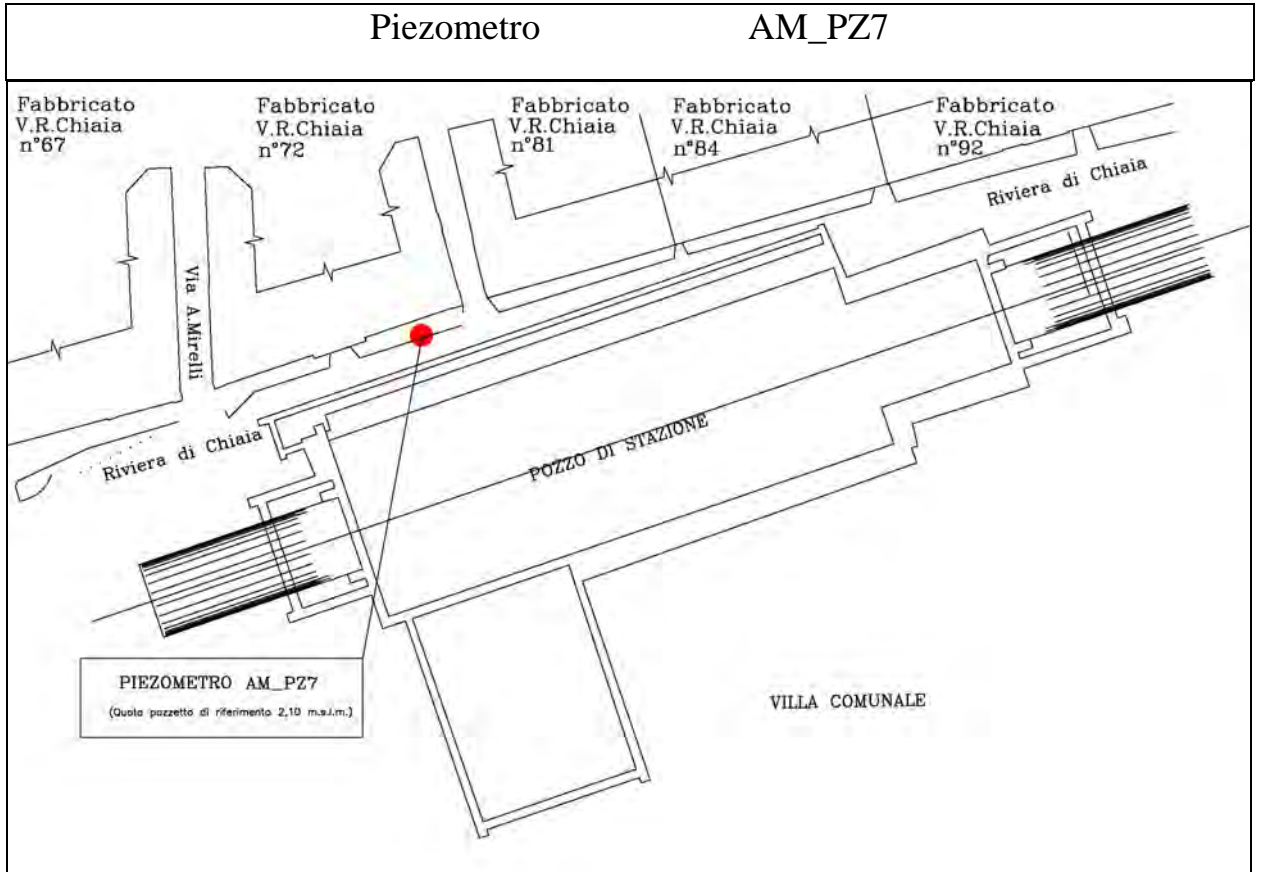 Piezometro AM_PZ7
Fabbricato
V.R.Chiaia
n°67
Fabbricato
V.R.Chiaia
n°72
Fabbricato
V.R.Chiaia
n°81
Fabbricato
V.R.Chiaia
n°84
Fabbricato
V.R.Chiaia
n°92
Riviera di Chiaia
Via A.Mirelli
Riviera di Chiaia
POZZO DI STAZIONE
PIEZOMETRO AM_PZ7
(Quota pozzetto di riferimento 2,10 m.s.l.m.)
VILLA COMUNALE